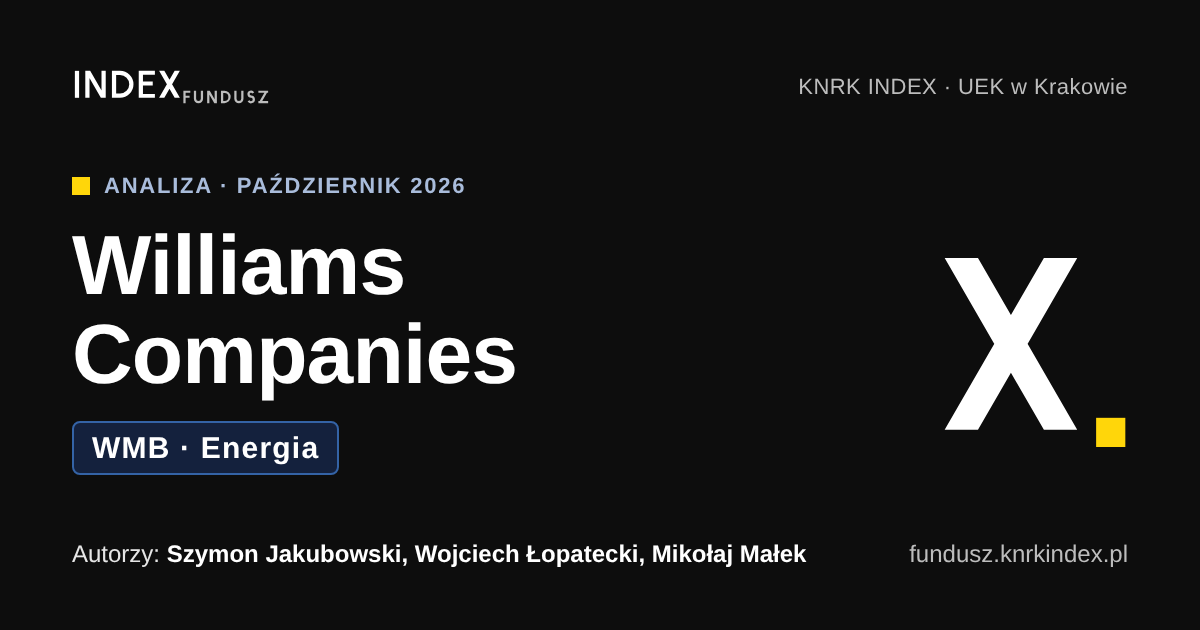 INDEX FUNDUSZ
KNRK INDEX · UEK w Krakowie
ANALIZA · PAŹDZIERNIK 2026
Williams
Companies
WMB · Energia
X.
Autorzy: Szymon Jakubowski, Wojciech Łopatecki, Mikołaj Małek
fundusz.knrkindex.pl